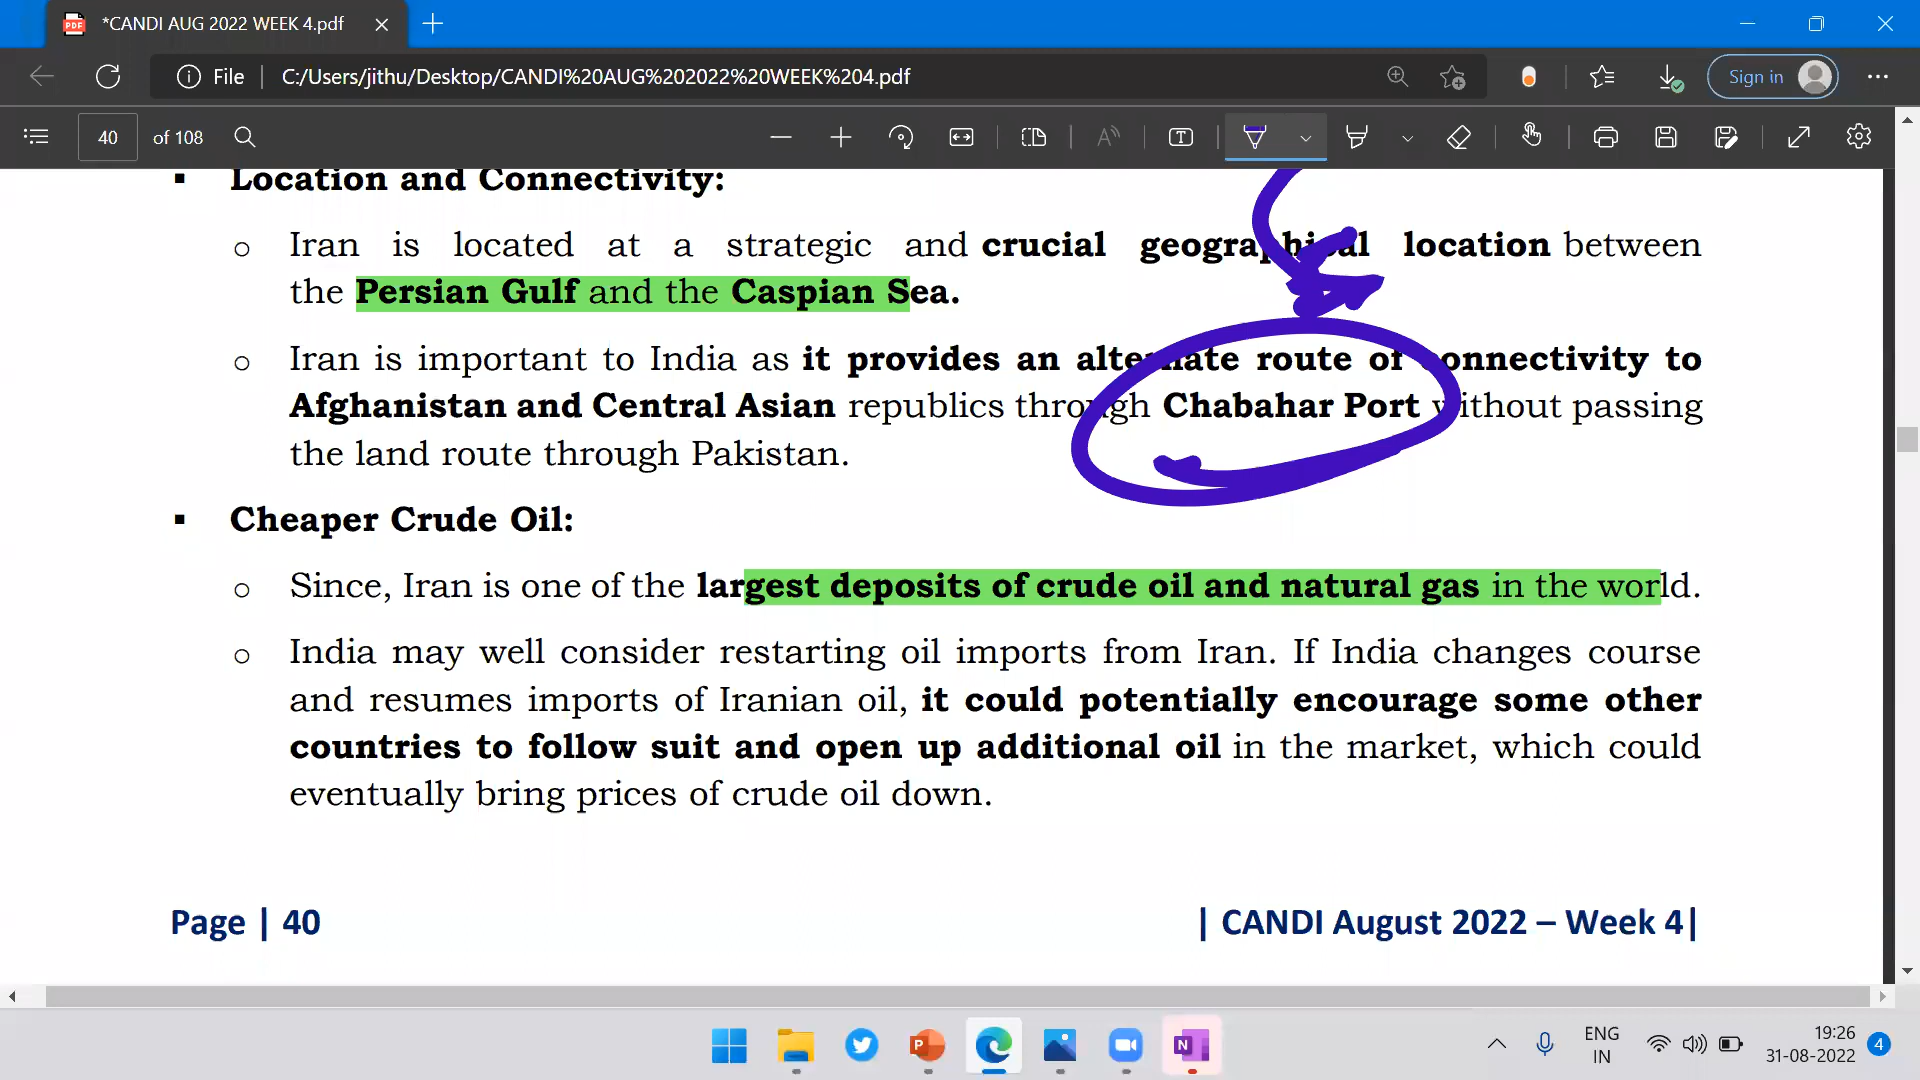 *CANDI AUG 2022 WEEK 4.pdf
File
C:/Users/jithu/Desktop/CANDI%20AUG%202022%20WEEK%204.pdf
Sign in
40 of 108
▪ Location and Connectivity:
o Iran is located at a strategic and crucial geographical location between
the Persian Gulf and the Caspian Sea.
o Iran is important to India as it provides an alternate route of connectivity to
Afghanistan and Central Asian republics through Chabahar Port without passing
the land route through Pakistan.
▪ Cheaper Crude Oil:
o Since, Iran is one of the largest deposits of crude oil and natural gas in the world.
o India may well consider restarting oil imports from Iran. If India changes course
and resumes imports of Iranian oil, it could potentially encourage some other
countries to follow suit and open up additional oil in the market, which could
eventually bring prices of crude oil down.
Page | 40
| CANDI August 2022 – Week 4|
ENG
IN
19:26
31-08-2022
4